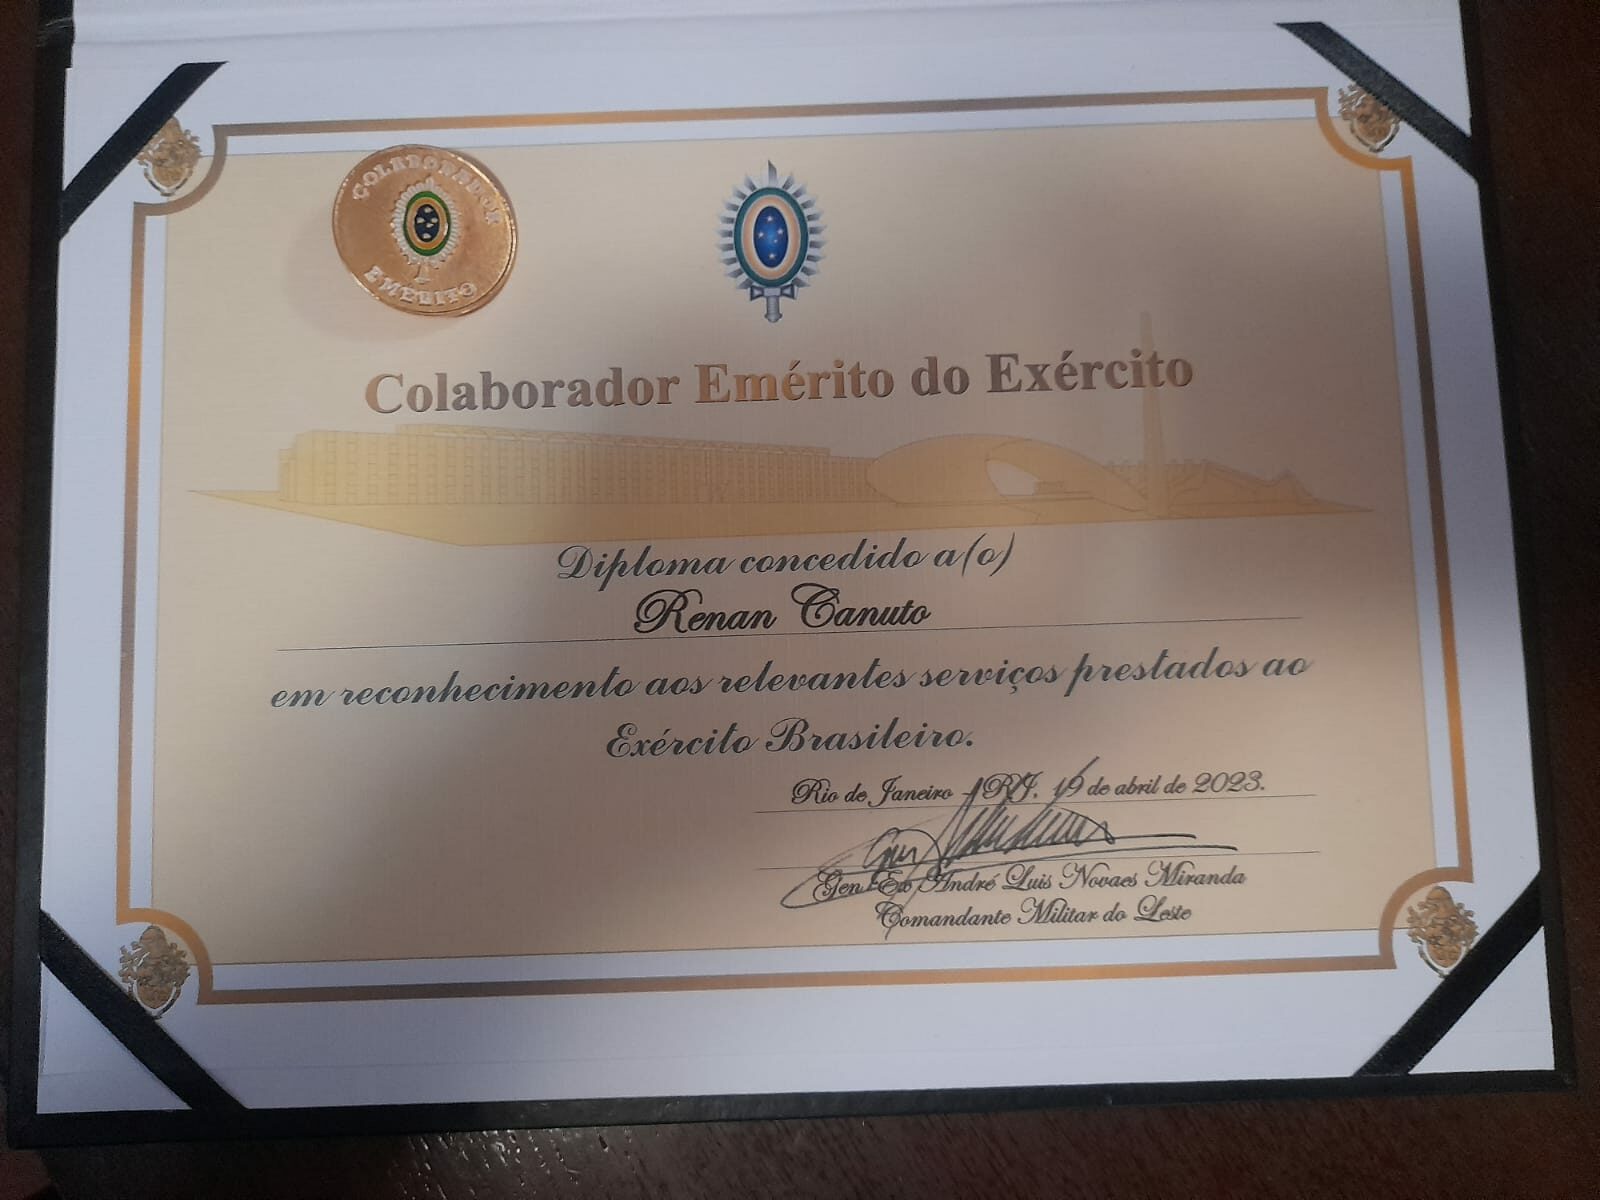 COLABORADOR
EMÉRITO
Colaborador Emérito do Exército
Diploma concedido a(o)
Renan Canuto
em reconhecimento aos relevantes serviços prestados ao
Exército Brasileiro.
Rio de Janeiro - RJ. 19 de abril de 2023.
Gen Ex André Luis Novaes Miranda
Comandante Militar do Leste